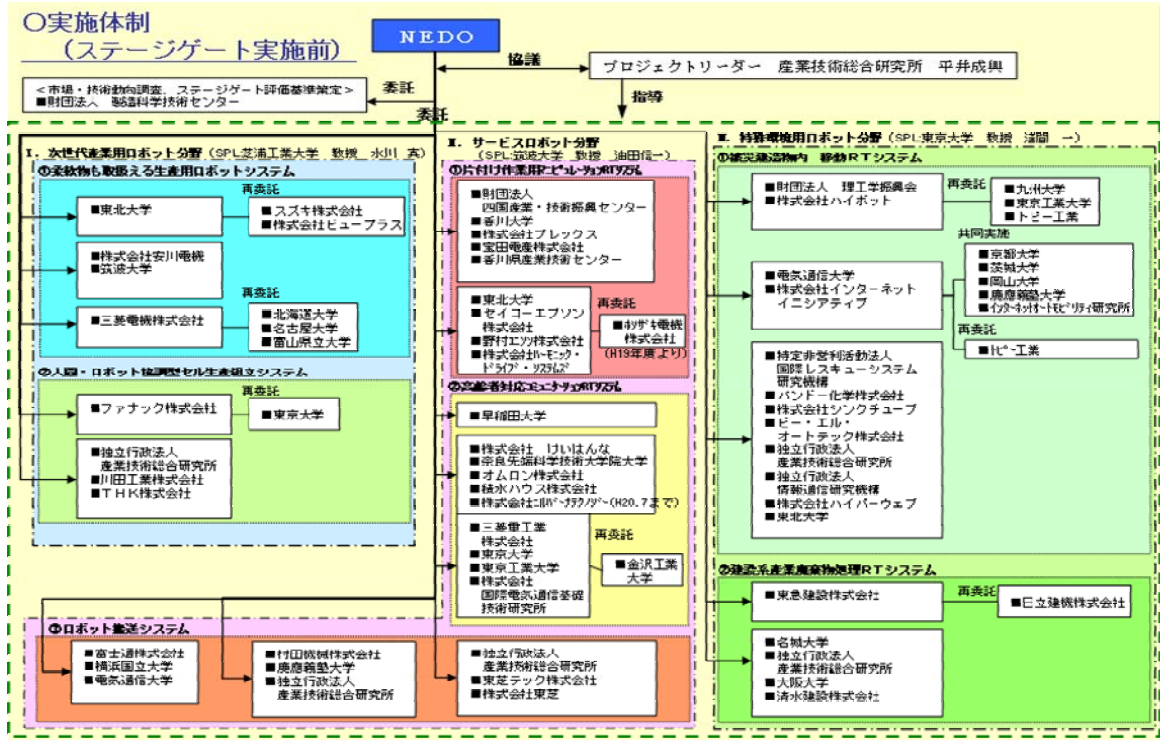 〇実施体制
（ステージゲート実施前）
NEDO
協議
プロジェクトリーダー　産業技術総合研究所　平井成興
指導
委託
＜市場・技術動向調査、ステージゲート評価基準策定＞
■財団法人　製造科学技術センター
委託
Ⅰ. 次世代産業用ロボット分野（SPL:芝浦工業大学　教授　水川　真）
①柔軟物も取扱える生産用ロボットシステム
■東北大学
再委託
■スズキ株式会社
■株式会社ビュープラス
■株式会社安川電機
■筑波大学
■三菱電機株式会社
再委託
■北海道大学
■名古屋大学
■富山県立大学
②人間・ロボット協調型セル生産組立システム
■ファナック株式会社
再委託
■東京大学
■独立行政法人
産業技術総合研究所
■川田工業株式会社
■ＴＨＫ株式会社
Ⅱ. サービスロボット分野
（SPL:筑波大学　教授　油田信一）
①片付け作業用マニピュレーションRTシステム
■財団法人
四国産業・技術振興センター
■香川大学
■株式会社プレックス
■宝田電産株式会社
■香川県産業技術センター
■東北大学
■セイコーエプソン
株式会社
■野村ユニソン株式会社
■株式会社ﾊｰﾓﾆｯｸ・
ﾄﾞﾗｲﾌﾞ・ｼｽﾃﾑｽﾞ
再委託
■ﾎｼｻﾞｷ電機
株式会社
(H19年度より)
②高齢者対応コミュニケーションRTシステム
■早稲田大学
■株式会社　けいはんな
■奈良先端科学技術大学院大学
■オムロン株式会社
■積水ハウス株式会社
■株式会社ﾆﾙﾊﾞｰﾅﾃｸﾉﾛｼﾞｰ(H20.7まで)
■三菱重工業
株式会社
■東京大学
■東京工業大学
■株式会社
国際電気通信基礎
技術研究所
再委託
■金沢工業
大学
③ロボット搬送システム
■富士通株式会社
■横浜国立大学
■電気通信大学
■村田機械株式会社
■慶應義塾大学
■独立行政法人
産業技術総合研究所
■独立行政法人
産業技術総合研究所
■東芝テック株式会社
■株式会社東芝
Ⅲ. 特殊環境用ロボット分野（SPL:東京大学　教授　淺間　一）
①被災建造物内　移動ＲＴシステム
■財団法人　理工学振興会
■株式会社ハイボット
再委託
■九州大学
■東京工業大学
■トピー工業
■電気通信大学
■株式会社インターネット
イニシアティブ
共同実施
■京都大学
■茨城大学
■岡山大学
■慶應義塾大学
■ｲﾝﾀｰﾈｯﾄｵｰﾄﾓﾋﾞﾘﾃｨ研究所
再委託
■ﾄﾋﾟｰ工業
■特定非営利活動法人
国際レスキューシステム
研究機構
■バンドー化学株式会社
■株式会社シンクチューブ
■ビー・エル・
オートテック株式会社
■独立行政法人
産業技術総合研究所
■独立行政法人
情報通信研究機構
■株式会社ハイパーウェブ
■東北大学
②建設系産業廃棄物処理ＲＴシステム
■東急建設株式会社
再委託
■日立建機株式会社
■名城大学
■独立行政法人
産業技術総合研究所
■大阪大学
■清水建設株式会社